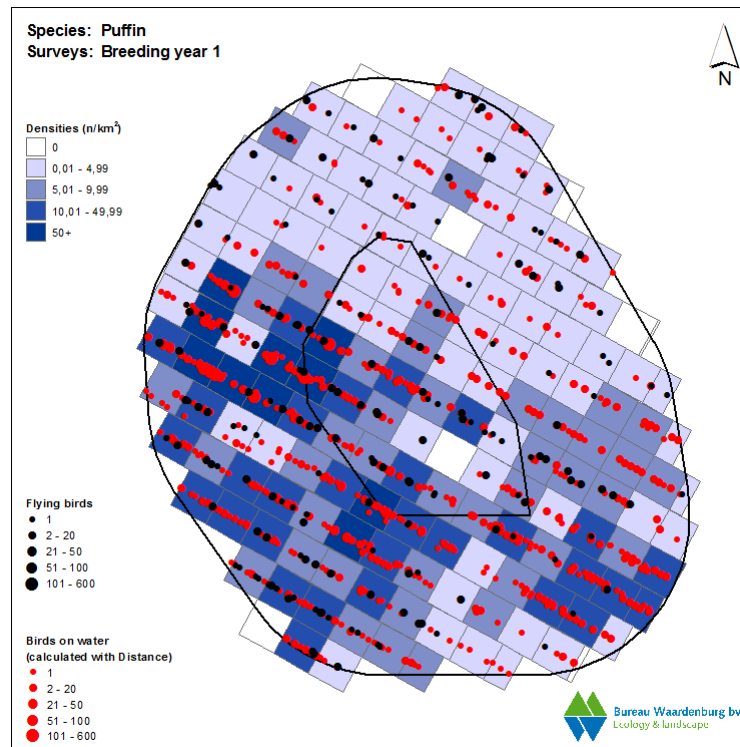 Species: Puffin
Surveys: Breeding year 1
N
Densities (n/km²)
0
0,01 - 4,99
5,01 - 9,99
10,01 - 49,99
50+
Flying birds
1
2 - 20
21 - 50
51 - 100
101 - 600
Birds on water
(calculated with Distance)
1
2 - 20
21 - 50
51 - 100
101 - 600
Bureau Waardenburg bv
Ecology & landscape